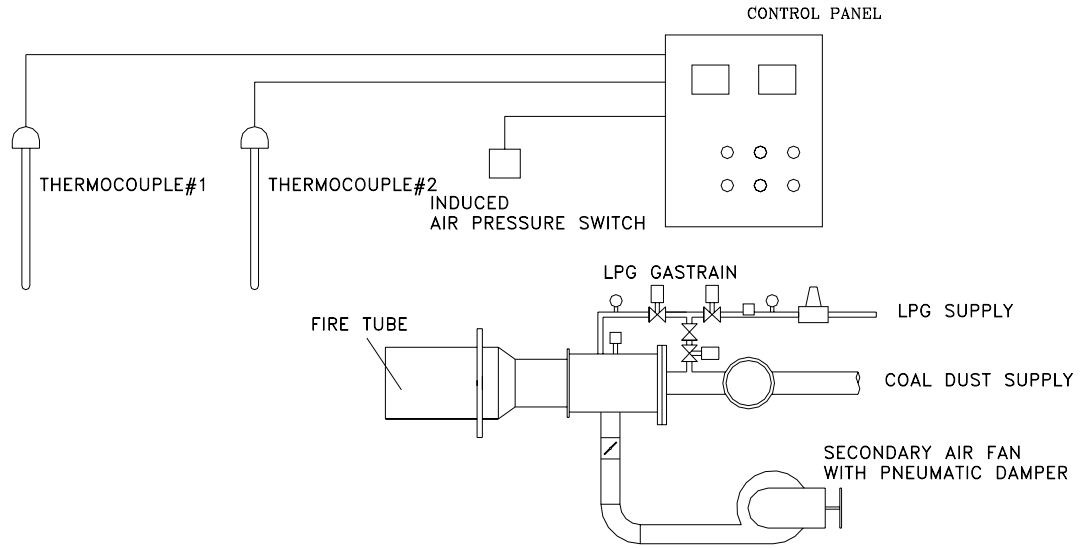 CONTROL PANEL
THERMOCOUPLE#1
THERMOCOUPLE#2
INDUCED
AIR PRESSURE SWITCH
LPG GASTRAIN
LPG SUPPLY
FIRE TUBE
COAL DUST SUPPLY
SECONDARY AIR FAN
WITH PNEUMATIC DAMPER